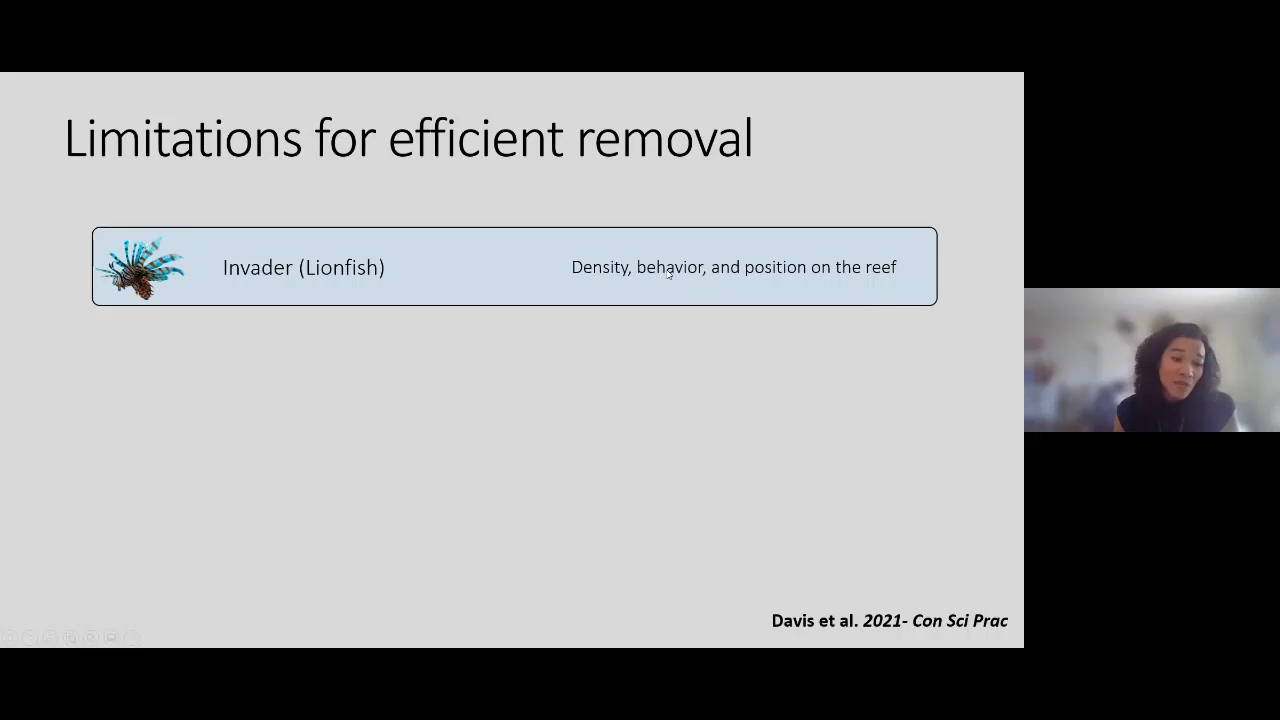 Limitations for efficient removal
Invader (Lionfish)
Density, behavior, and position on the reef
Davis et al. 2021- Con Sci Prac